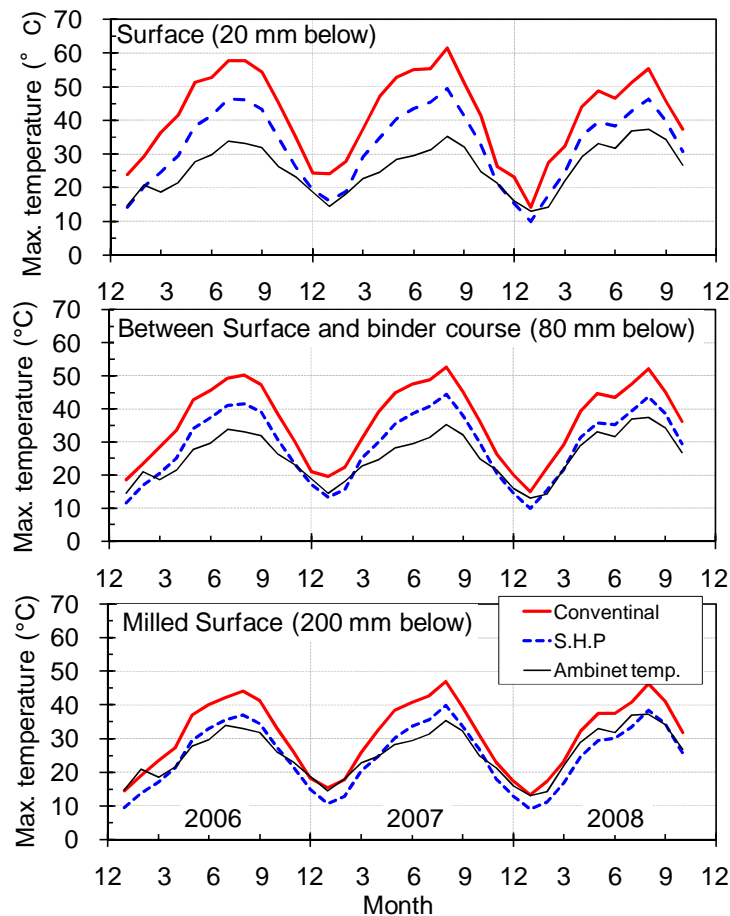 70
60
50
40
30
20
10
0
Max. temperature (° C)
Surface (20 mm below)
12 3 6 9 12 3 6 9 12 3 6 9 12
70
60
50
40
30
20
10
0
Max. temperature (°C)
Between Surface and binder course (80 mm below)
12 3 6 9 12 3 6 9 12 3 6 9 12
70
60
50
40
30
20
10
0
Max. temperature (°C)
Milled Surface (200 mm below)
Conventinal
S.H.P
Ambinet temp.
2006 2007 2008
12 3 6 9 12 3 6 9 12 3 6 9 12
Month